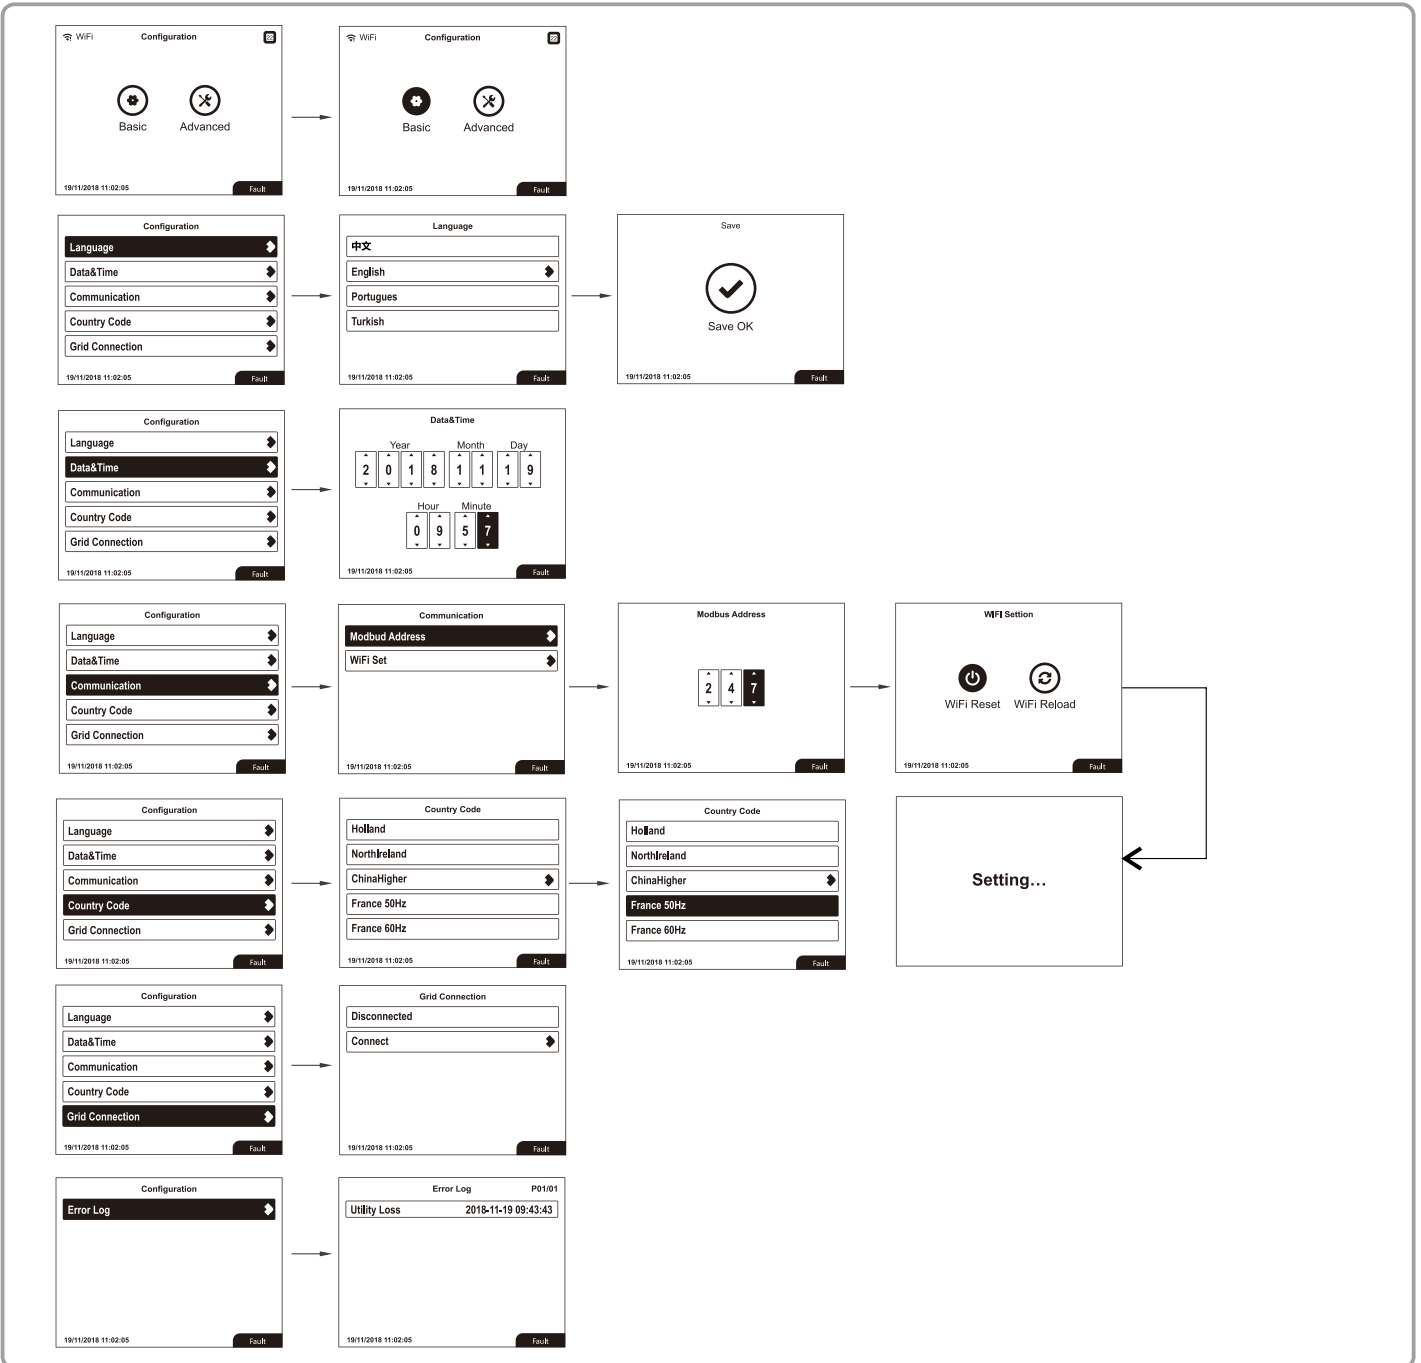 WiFi Configuration
Basic Advanced
19/11/2018 11:02:05 Fault
WiFi Configuration
Basic Advanced
19/11/2018 11:02:05 Fault
Configuration
Language
Data&Time
Communication
Country Code
Grid Connection
19/11/2018 11:02:05 Fault
Language
中文
English
Portugues
Turkish
19/11/2018 11:02:05 Fault
Save
Save OK
19/11/2018 11:02:05 Fault
Configuration
Language
Data&Time
Communication
Country Code
Grid Connection
19/11/2018 11:02:05 Fault
Data&Time
Year Month Day
2 0 1 8 1 1 1 9
Hour Minute
0 9 5 7
19/11/2018 11:02:05 Fault
Configuration
Language
Data&Time
Communication
Country Code
Grid Connection
19/11/2018 11:02:05 Fault
Communication
Modbud Address
WiFi Set
19/11/2018 11:02:05 Fault
Modbus Address
2 4 7
19/11/2018 11:02:05 Fault
WIFI Settion
WiFi Reset WiFi Reload
19/11/2018 11:02:05 Fault
Configuration
Language
Data&Time
Communication
Country Code
Grid Connection
19/11/2018 11:02:05 Fault
Country Code
Holland
NorthIreland
ChinaHigher
France 50Hz
France 60Hz
19/11/2018 11:02:05 Fault
Country Code
Holland
NorthIreland
ChinaHigher
France 50Hz
France 60Hz
19/11/2018 11:02:05 Fault
Setting...
Configuration
Language
Data&Time
Communication
Country Code
Grid Connection
19/11/2018 11:02:05 Fault
Grid Connection
Disconnected
Connect
19/11/2018 11:02:05 Fault
Configuration
Error Log
19/11/2018 11:02:05 Fault
Error Log P01/01
Utility Loss 2018-11-19 09:43:43
19/11/2018 11:02:05 Fault